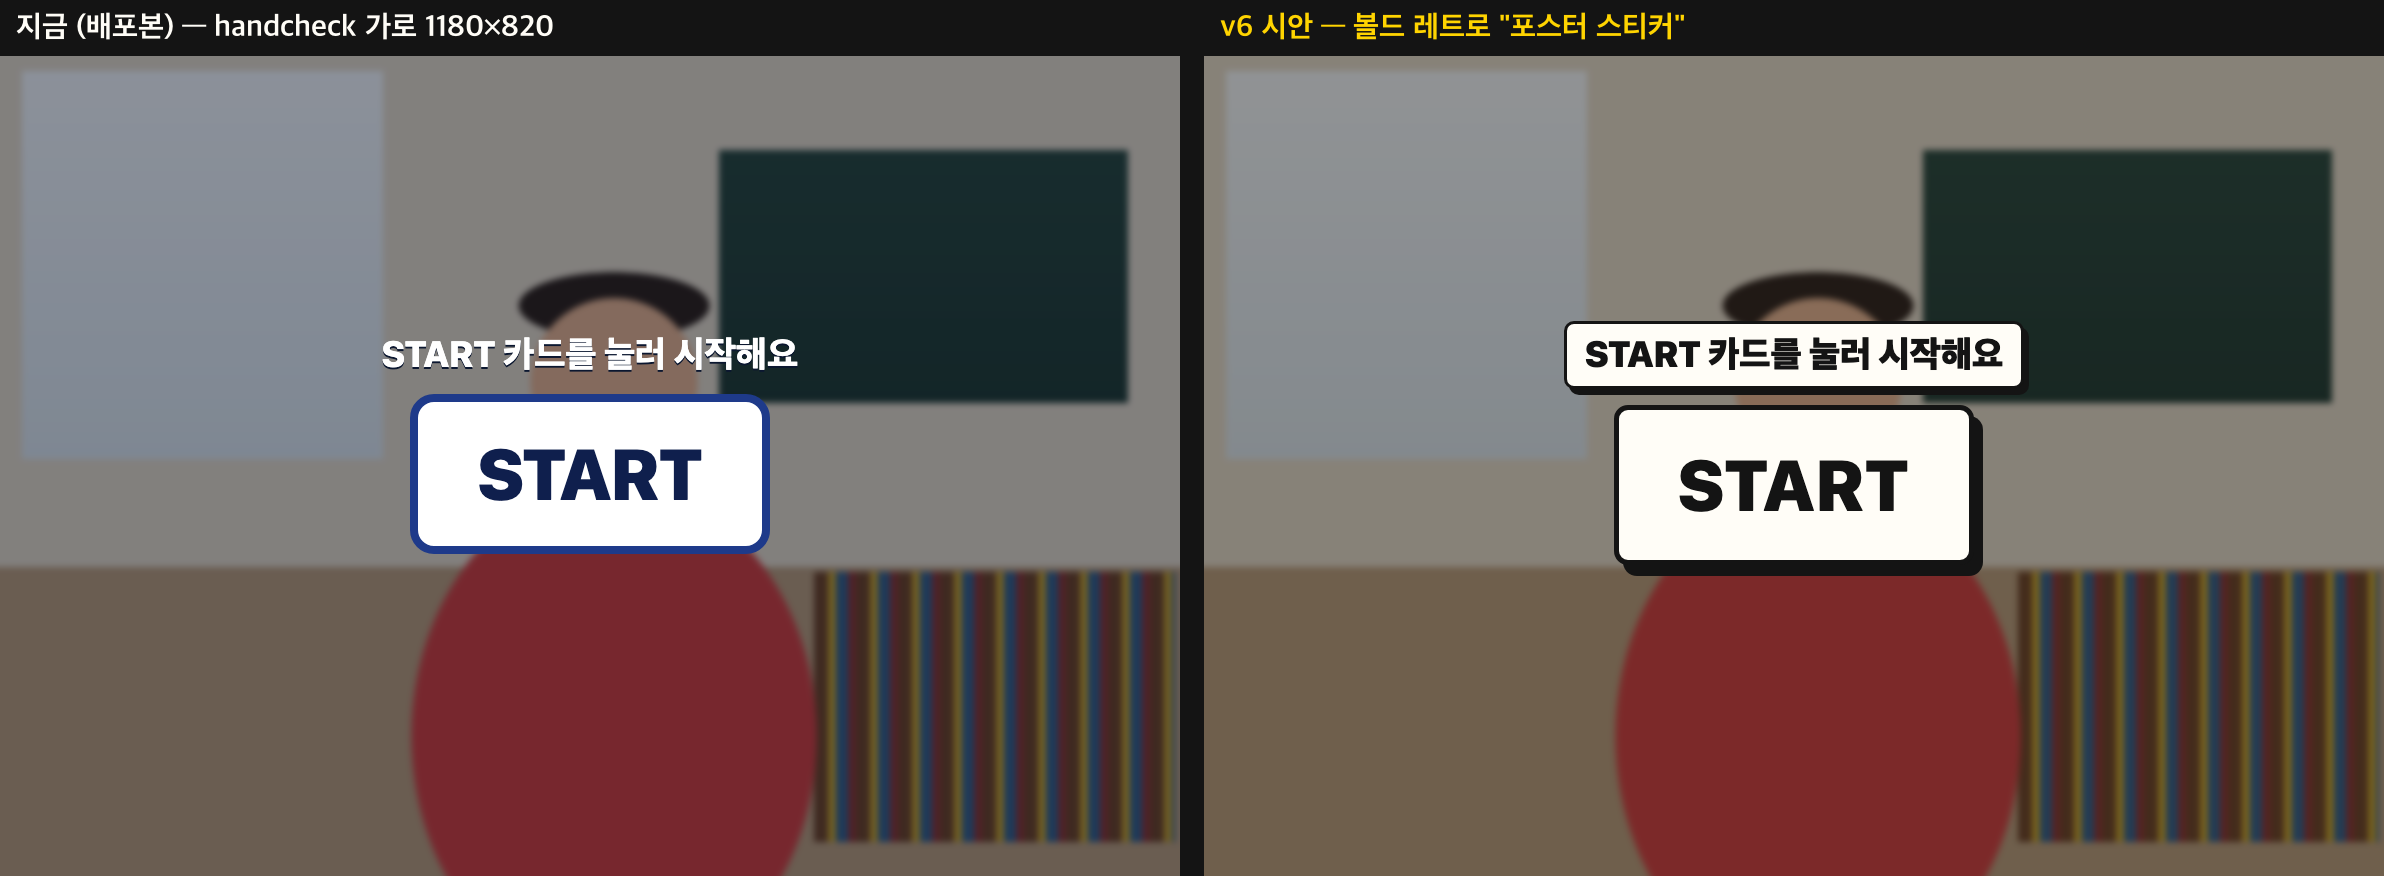 지금 (배포본) — handcheck 가로 1180×820
START 카드를 눌러 시작해요
START
v6 시안 — 볼드 레트로 "포스터 스티커"
START 카드를 눌러 시작해요
START